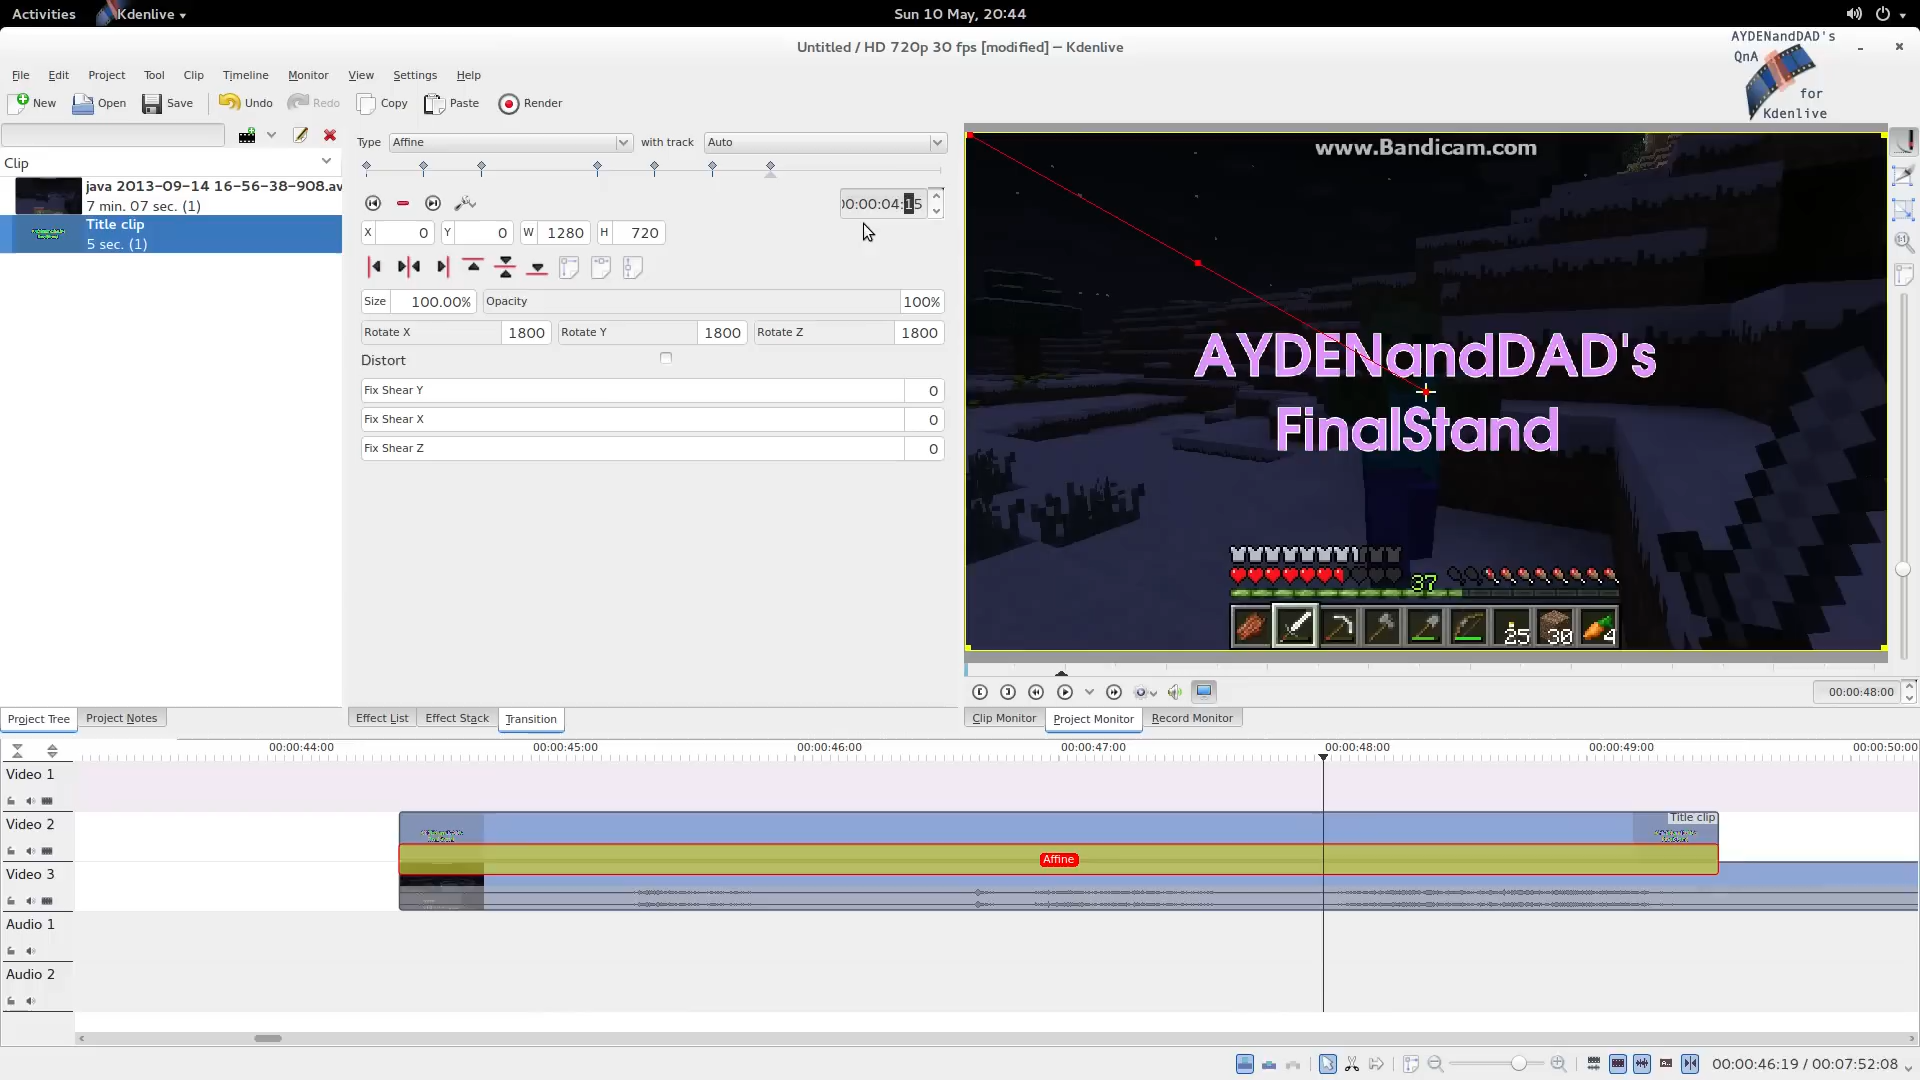 Activities
Kdenlive
Sun 10 May, 20:44
Untitled / HD 720p 30 fps [modified] – Kdenlive
AYDENandDAD's
QnA
for
Kdenlive
File Edit Project Tool Clip Timeline Monitor View Settings Help
New Open Save Undo Redo Copy Paste Render
Clip
java 2013-09-14 16-56-38-908.av
7 min. 07 sec. (1)
Title clip
5 sec. (1)
Type Affine with track Auto
00:00:04:15
X 0 Y 0 W 1280 H 720
Size 100.00% Opacity 100%
Rotate X 1800 Rotate Y 1800 Rotate Z 1800
Distort
Fix Shear Y 0
Fix Shear X 0
Fix Shear Z 0
www.Bandicam.com
AYDENandDAD's
FinalStand
37
25 30 4
00:00:48:00
Project Tree Project Notes
Effect List Effect Stack Transition
Clip Monitor Project Monitor Record Monitor
00:00:44:00 00:00:45:00 00:00:46:00 00:00:47:00 00:00:48:00 00:00:49:00 00:00:50:00
Video 1
Video 2
Title clip
Affine
Video 3
Audio 1
Audio 2
00:00:46:19 / 00:07:52:08